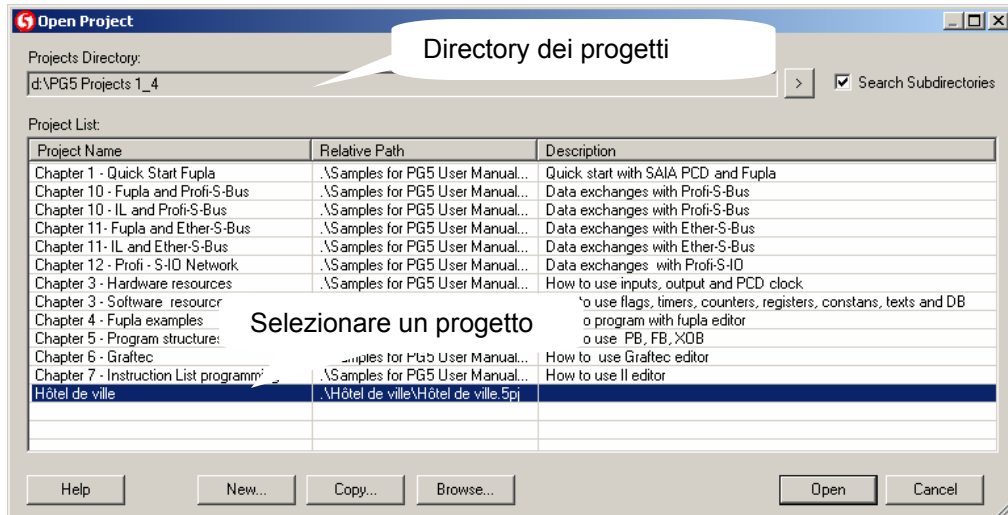 Open Project
Directory dei progetti
Projects Directory:
d:\PG5 Projects 1_4
>
Search Subdirectories
Project List:
Project Name Relative Path Description
Chapter 1 - Quick Start Fupla .\Samples for PG5 User Manual... Quick start with SAIA PCD and Fupla
Chapter 10 - Fupla and Profi-S-Bus .\Samples for PG5 User Manual... Data exchanges with Profi-S-Bus
Chapter 10 - IL and Profi-S-Bus .\Samples for PG5 User Manual... Data exchanges with Profi-S-Bus
Chapter 11- Fupla and Ether-S-Bus .\Samples for PG5 User Manual... Data exchanges with Ether-S-Bus
Chapter 11- IL and Ether-S-Bus .\Samples for PG5 User Manual... Data exchanges with Ether-S-Bus
Chapter 12 - Profi - S-IO Network .\Samples for PG5 User Manual... Data exchanges with Profi-S-IO
Chapter 3 - Hardware resources .\Samples for PG5 User Manual... How to use inputs, output and PCD clock
Chapter 3 - Software to use flags, timers, counters, registers, constans, texts and DB
Chapter 4 - Fupla examples program with fupla editor
Selezionare un progetto
Chapter 5 - Program use PB, FB, XOB
Chapter 6 - Graftec for PG5 User Manual... How to use Graftec editor
Chapter 7 - Instruction List .\Samples for PG5 User Manual... How to use Il editor
Hôtel de ville .\Hôtel de ville\Hôtel de ville.5pj
Help New... Copy... Browse... Open Cancel